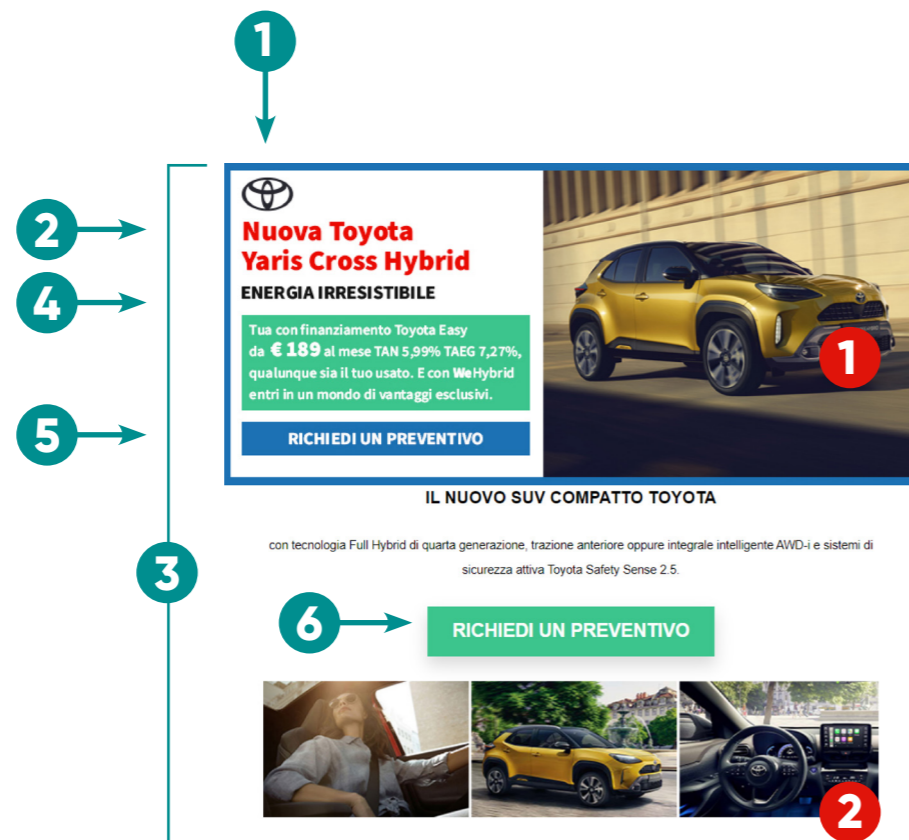 1
2
Nuova Toyota
Yaris Cross Hybrid
4
ENERGIA IRRESISTIBILE
Tua con finanziamento Toyota Easy
da € 189 al mese TAN 5,99% TAEG 7,27%,
qualunque sia il tuo usato. E con WeHybrid
entri in un mondo di vantaggi esclusivi.
1
5
RICHIEDI UN PREVENTIVO
IL NUOVO SUV COMPATTO TOYOTA
con tecnologia Full Hybrid di quarta generazione, trazione anteriore oppure integrale intelligente AWD-i e sistemi di
sicurezza attiva Toyota Safety Sense 2.5.
3
6
RICHIEDI UN PREVENTIVO
2